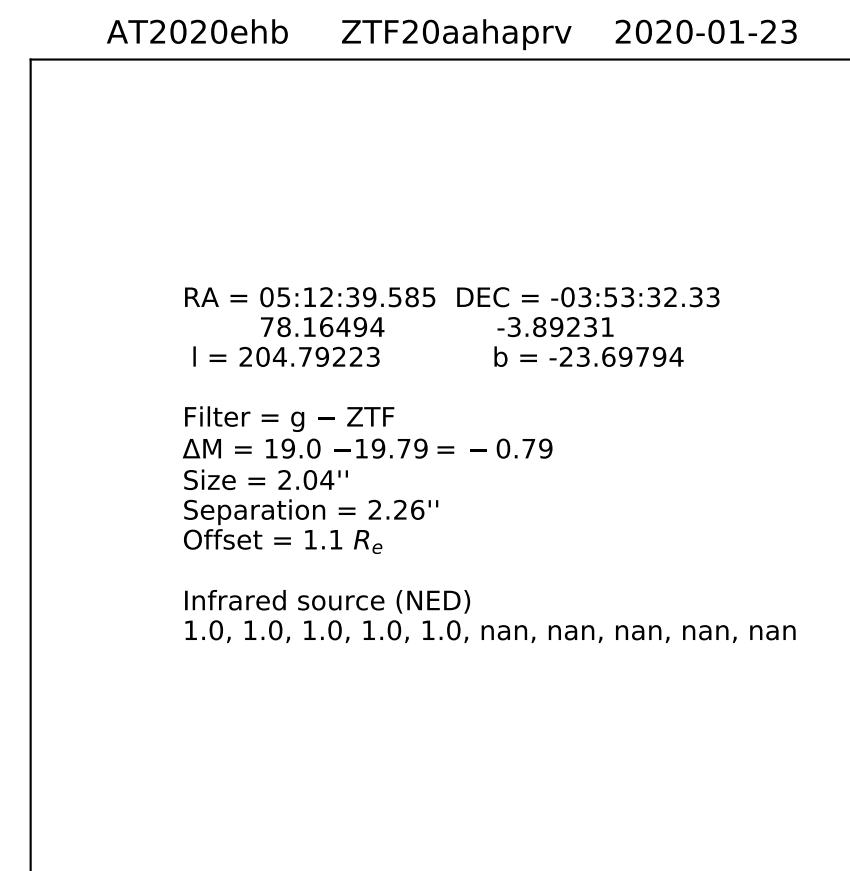 AT2020ehb ZTF20aahaprv 2020-01-23
RA = 05:12:39.585 DEC = -03:53:32.33
78.16494 -3.89231
l = 204.79223 b = -23.69794
Filter = g − ZTF
ΔM = 19.0 −19.79 = − 0.79
Size = 2.04''
Separation = 2.26''
Offset = 1.1 Re
Infrared source (NED)
1.0, 1.0, 1.0, 1.0, 1.0, nan, nan, nan, nan, nan